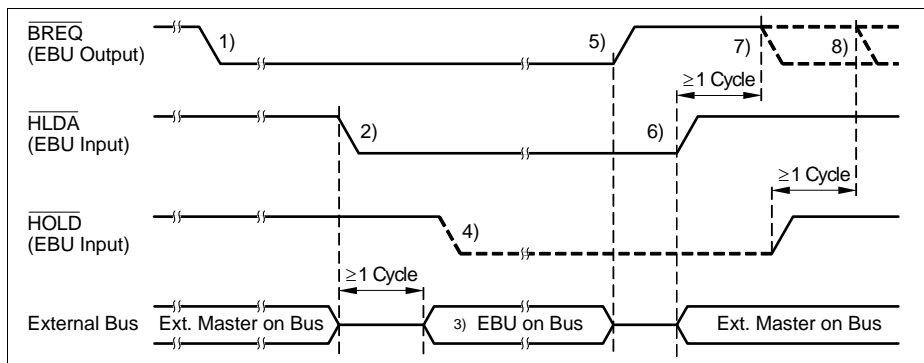 BREQ
(EBU Output)
1)
5)
7)
8)
≥1 Cycle
HLDA
(EBU Input)
2)
6)
≥1 Cycle
HOLD
(EBU Input)
4)
≥1 Cycle
External Bus
Ext. Master on Bus
3) EBU on Bus
Ext. Master on Bus